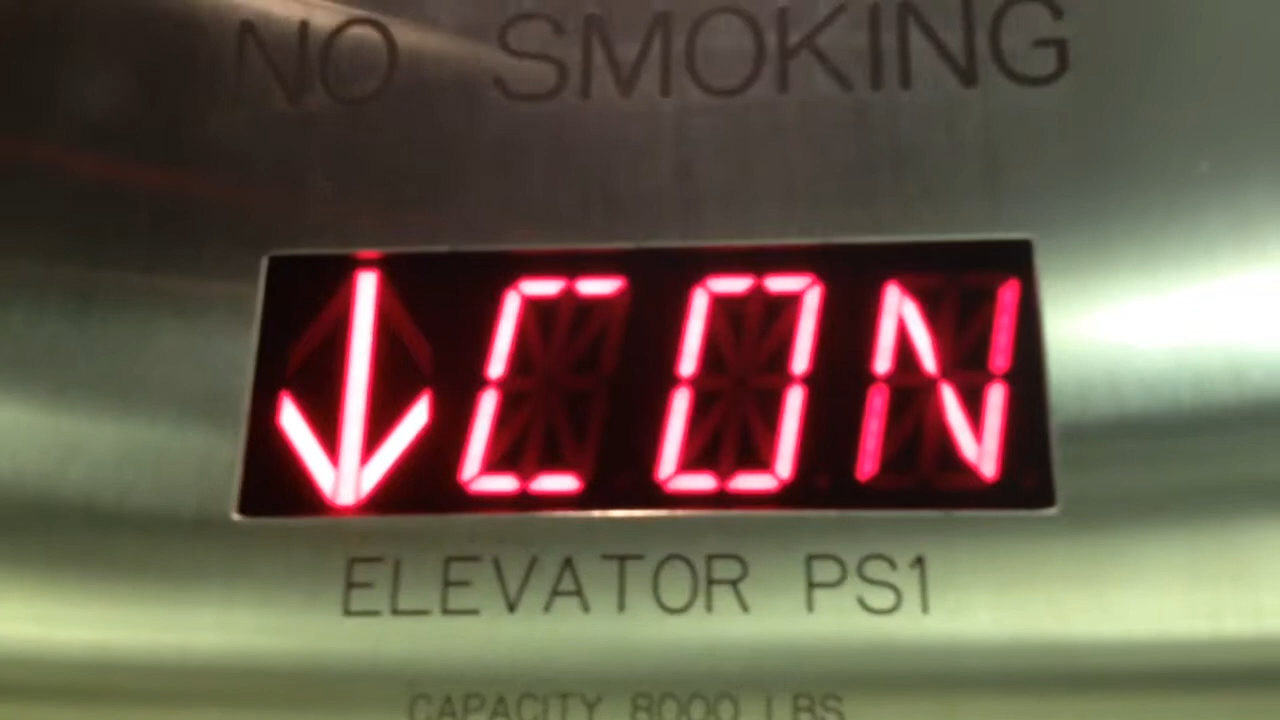 NO SMOKING
↓CON
ELEVATOR PS1
CAPACITY 8000 LBS